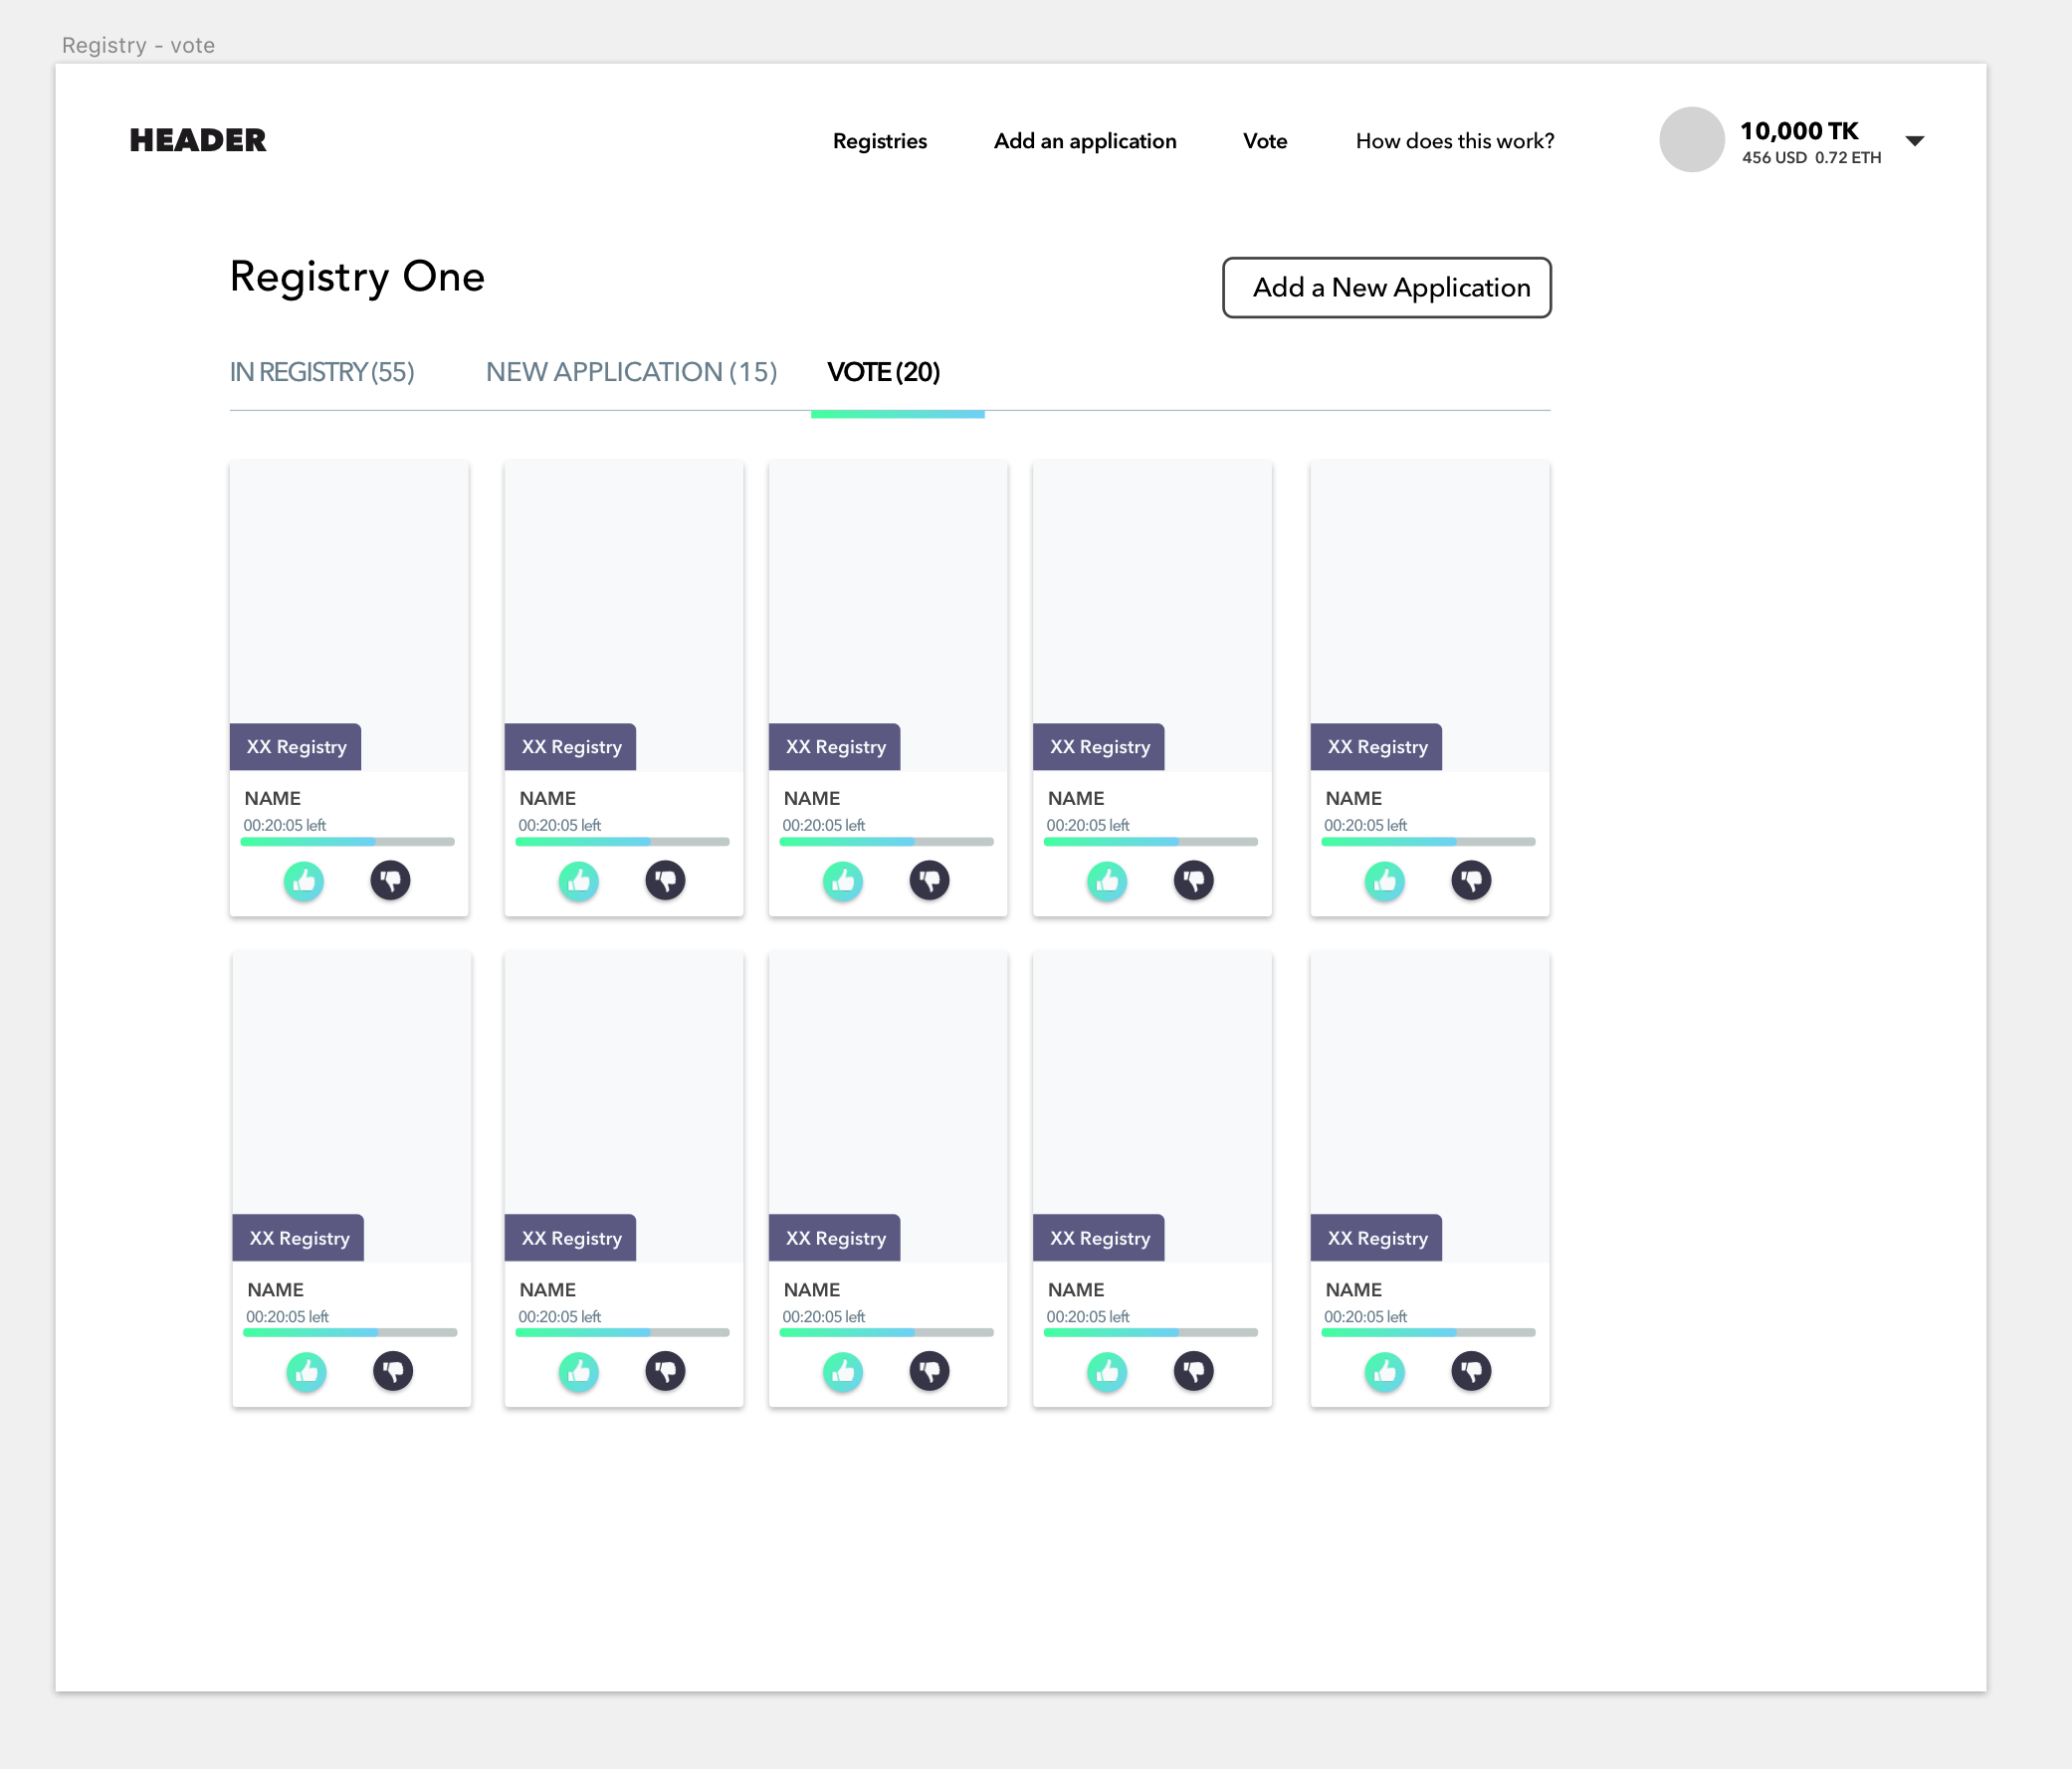 Registry - vote
HEADER
Registries Add an application Vote How does this work?
10,000 TK
456 USD 0.72 ETH
Registry One
Add a New Application
IN REGISTRY (55) NEW APPLICATION (15) VOTE (20)
XX Registry XX Registry XX Registry XX Registry XX Registry
NAME NAME NAME NAME NAME
00:20:05 left 00:20:05 left 00:20:05 left 00:20:05 left 00:20:05 left
XX Registry XX Registry XX Registry XX Registry XX Registry
NAME NAME NAME NAME NAME
00:20:05 left 00:20:05 left 00:20:05 left 00:20:05 left 00:20:05 left